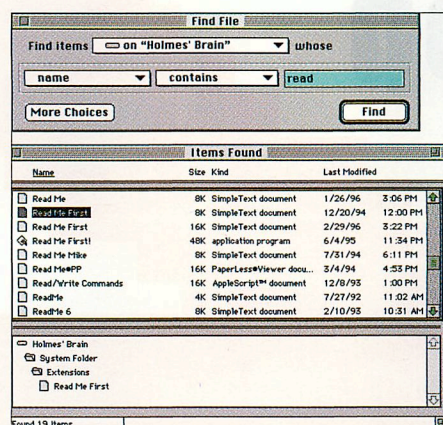 Find File
Find items on "Holmes' Brain" whose
name contains read
More Choices Find
Items Found
Name Size Kind Last Modified
Read Me 8K SimpleText document 1/26/96 3:06 PM
Read Me First 8K SimpleText document 12/20/94 12:00 PM
Read Me First 16K SimpleText document 2/29/96 3:22 PM
Read Me First! 48K application program 6/4/95 11:34 PM
Read Me Mike 8K SimpleText document 7/31/94 6:11 PM
Read Me•PP 16K PaperLess•Viewer docu... 3/4/94 4:53 PM
Read/Write Commands 16K AppleScript™ document 12/8/93 1:00 PM
ReadMe 4K SimpleText document 7/27/92 11:02 AM
ReadMe 6 8K SimpleText document 2/10/93 10:31 AM
Holmes' Brain
System Folder
Extensions
Read Me First
Found 19 Items